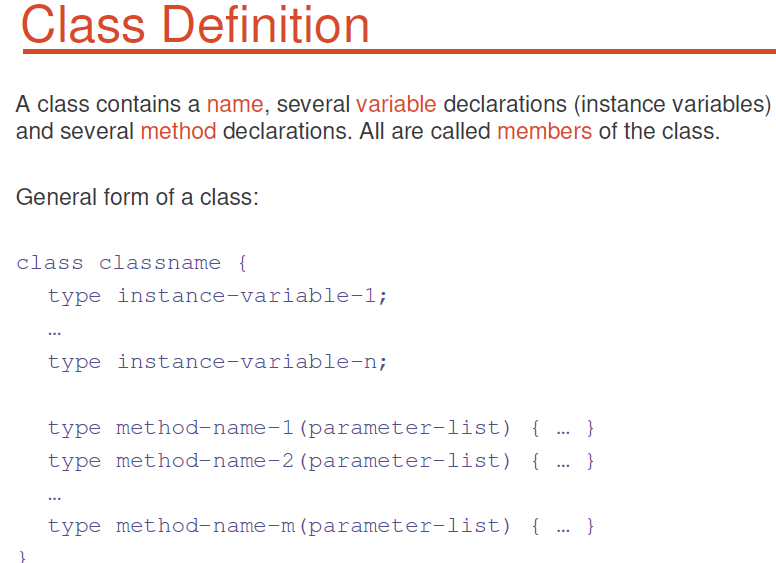 Class Definition
A class contains a name, several variable declarations (instance variables)
and several method declarations. All are called members of the class.
General form of a class:
class classname {
type instance-variable-1;
…
type instance-variable-n;
type method-name-1(parameter-list) { … }
type method-name-2(parameter-list) { … }
…
type method-name-m(parameter-list) { … }
}